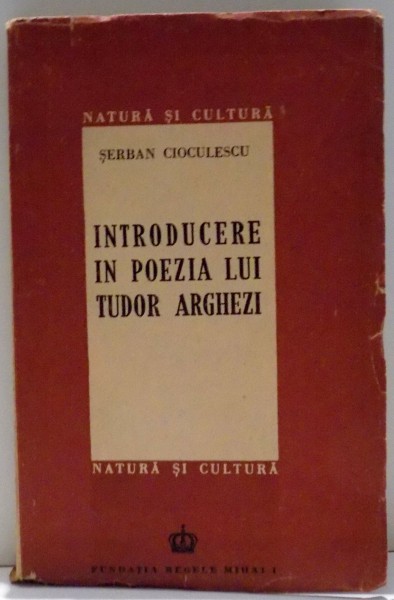 NATURĂ ȘI CULTURĂ
ȘERBAN CIOCULESCU
INTRODUCERE
IN POEZIA LUI
TUDOR ARGHEZI
NATURĂ ȘI CULTURĂ
FUNDAȚIA REGELE MIHAI I